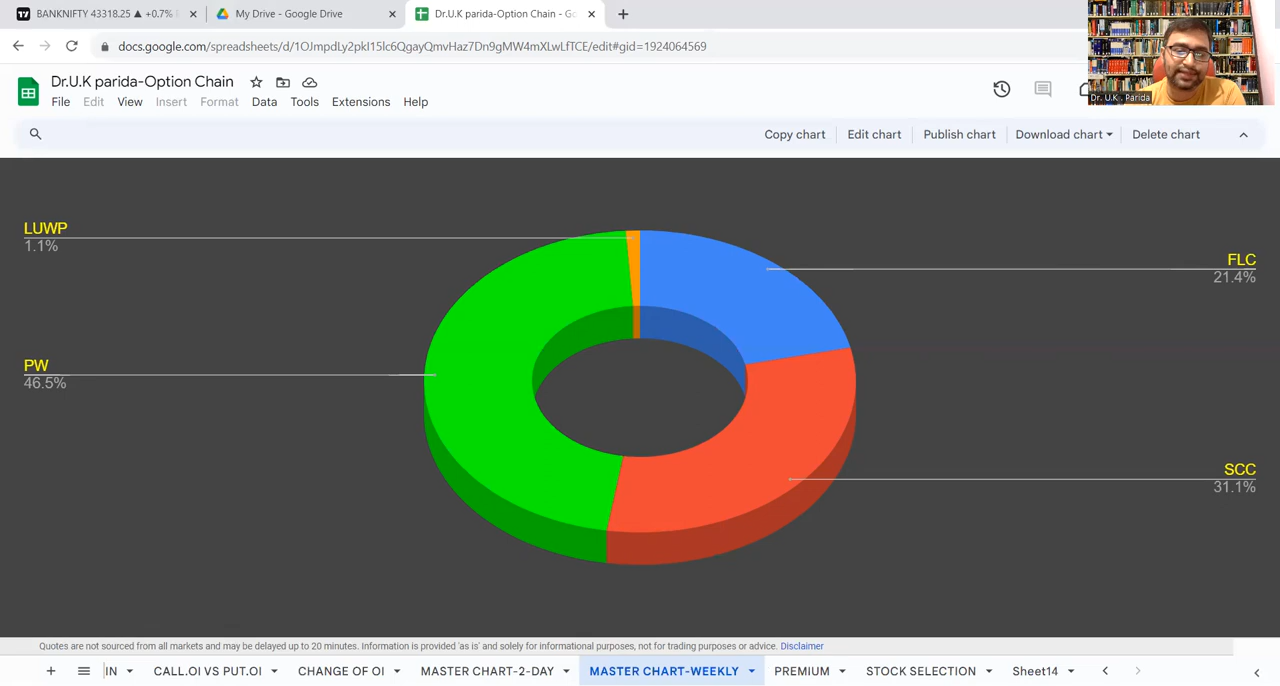 BANKNIFTY 43318.25 ▲ +0.7%
My Drive - Google Drive
Dr.U.K parida-Option Chain - Go
docs.google.com/spreadsheets/d/1OJmpdLy2pkI15lc6QgayQmvHaz7Dn9gMW4mXLwLfTCE/edit#gid=1924064569
Dr. U.K . Parida
Dr.U.K parida-Option Chain
File Edit View Insert Format Data Tools Extensions Help
Copy chart Edit chart Publish chart Download chart Delete chart
LUWP
1.1%
FLC
21.4%
PW
46.5%
SCC
31.1%
Quotes are not sourced from all markets and may be delayed up to 20 minutes. Information is provided 'as is' and solely for informational purposes, not for trading purposes or advice. Disclaimer
IN CALL.OI VS PUT.OI CHANGE OF OI MASTER CHART-2-DAY MASTER CHART-WEEKLY PREMIUM STOCK SELECTION Sheet14